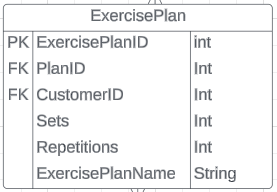 ExercisePlan
PK ExercisePlanID int
FK PlanID Int
FK CustomerID Int
Sets Int
Repetitions Int
ExercisePlanName String